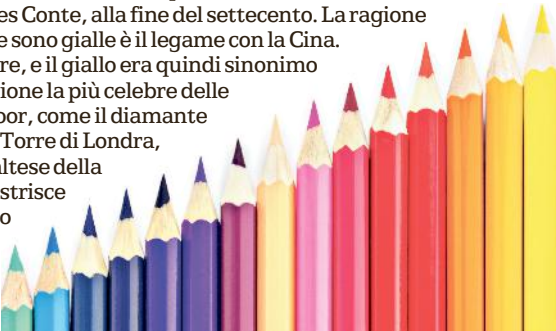 es Conte, alla fine del settecento. La ragione
e sono gialle è il legame con la Cina.
re, e il giallo era quindi sinonimo
ione la più celebre delle
oor, come il diamante
Torre di Londra,
altese della
strisce
o